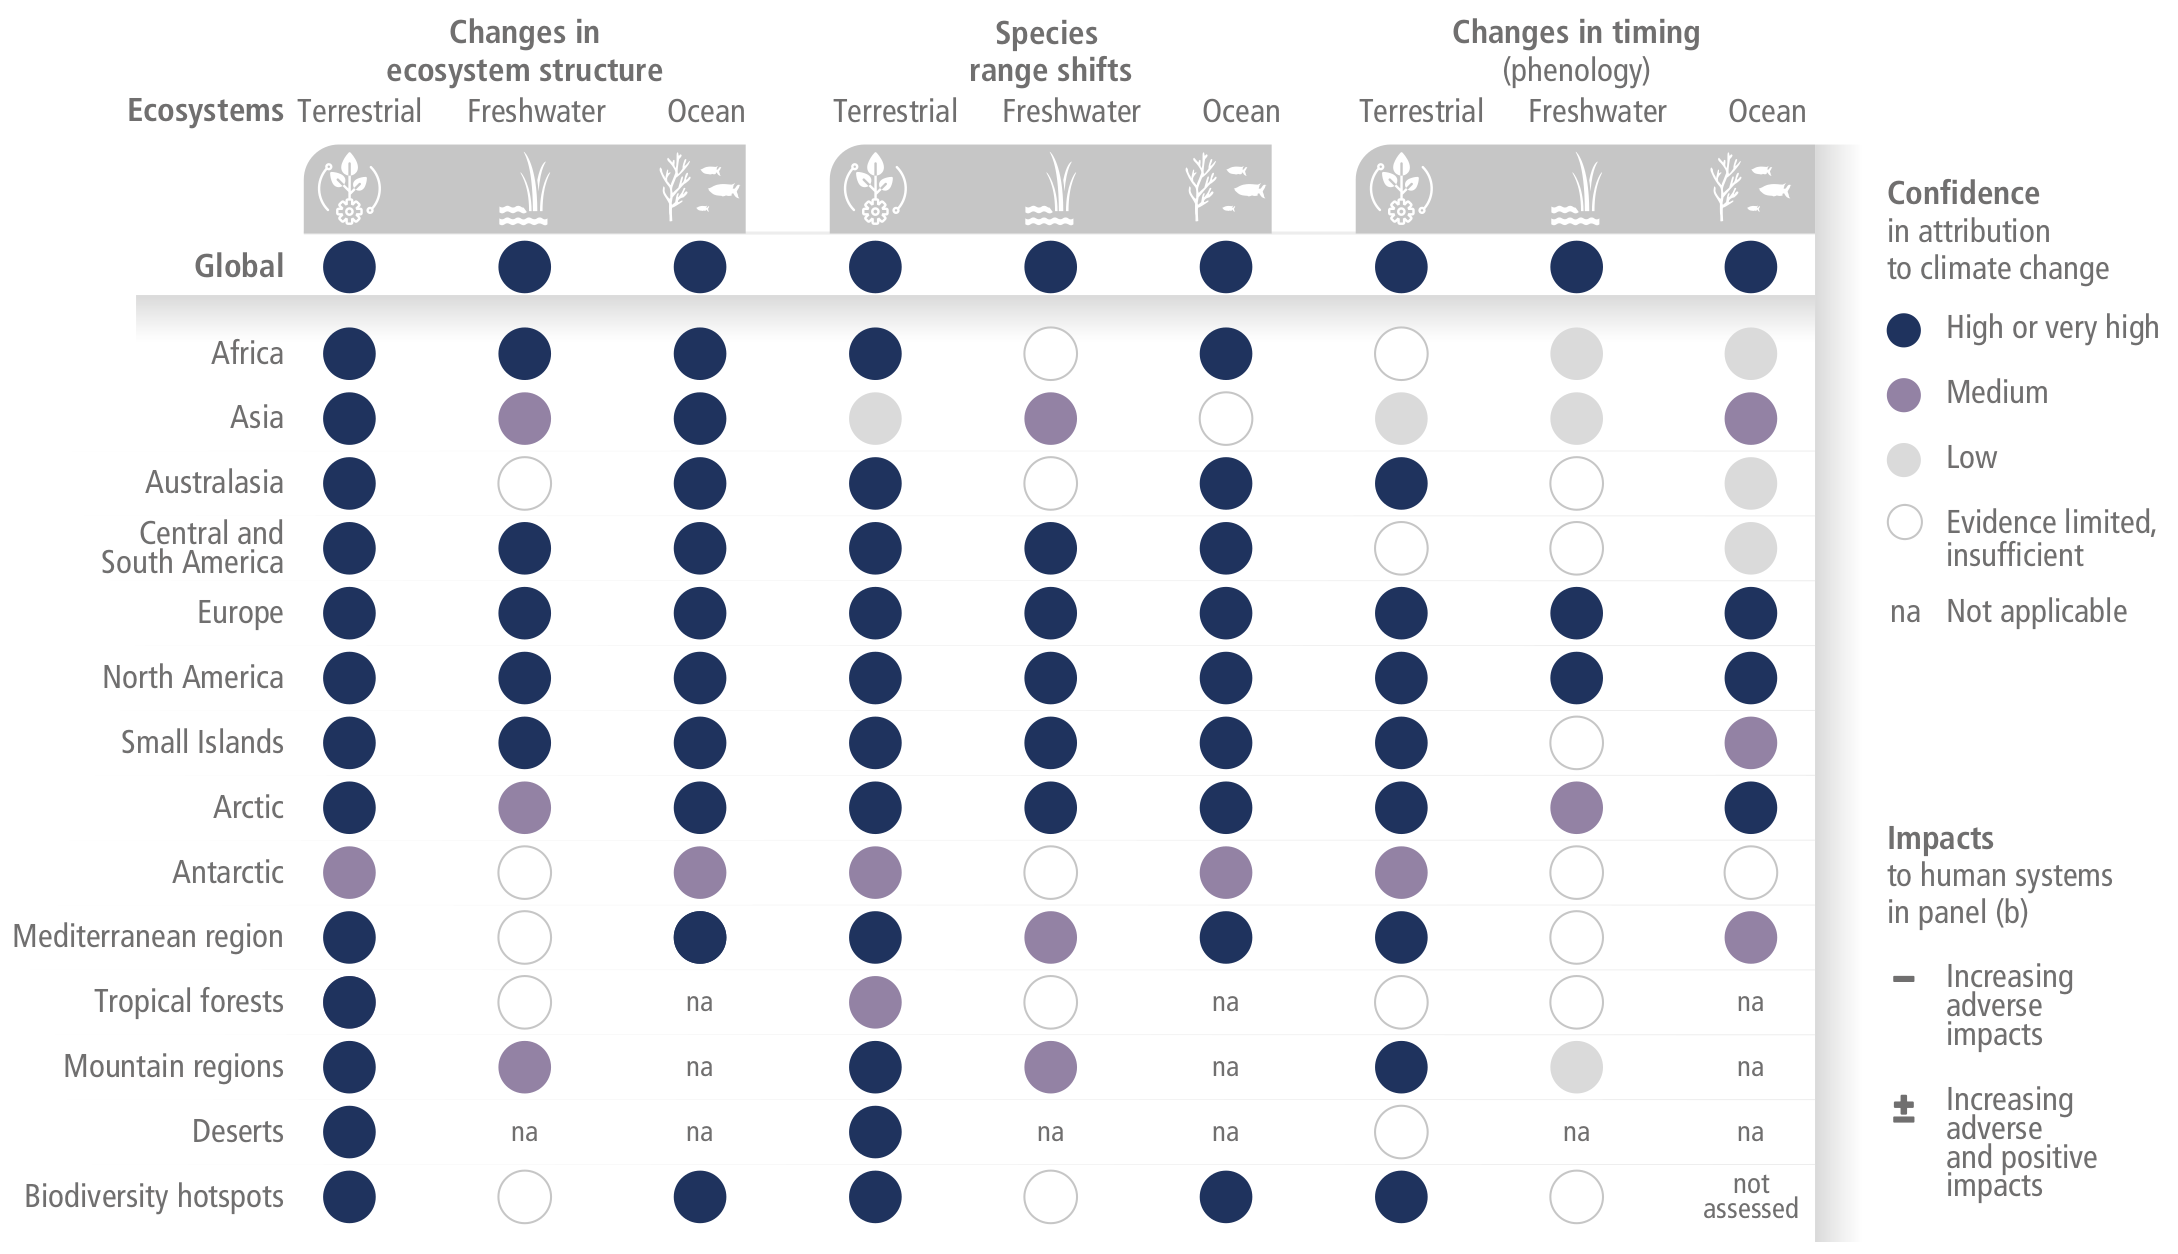 Changes in
ecosystem structure
Species
range shifts
Changes in timing
(phenology)
Ecosystems Terrestrial Freshwater Ocean Terrestrial Freshwater Ocean Terrestrial Freshwater Ocean
Global
Africa
Asia
Australasia
Central and
South America
Europe
North America
Small Islands
Arctic
Antarctic
Mediterranean region
Tropical forests na na na
Mountain regions na na na
Deserts na na na na na na
Biodiversity hotspots not
assessed
Confidence
in attribution
to climate change
High or very high
Medium
Low
Evidence limited,
insufficient
na Not applicable
Impacts
to human systems
in panel (b)
− Increasing
adverse
impacts
± Increasing
adverse
and positive
impacts